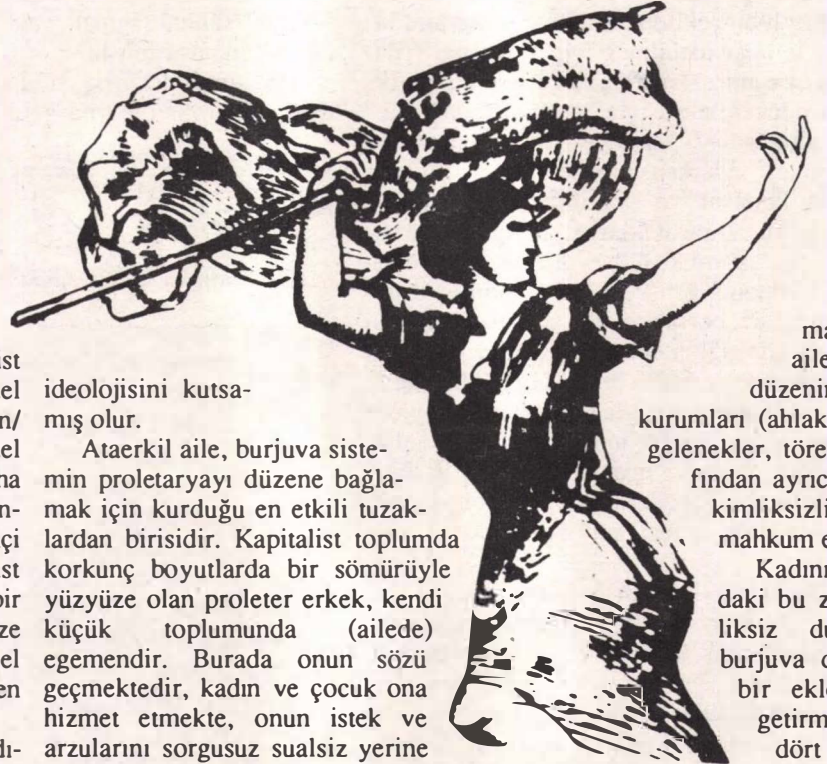 ideolojisini kutsa-
mış olur.
Ataerkil aile, burjuva siste-
min proletaryayı düzene bağla-
mak için kurduğu en etkili tuzak-
lardan birisidir. Kapitalist toplumda
korkunç boyutlarda bir sömürüyle
yüzyüze olan proleter erkek, kendi
küçük toplumunda (ailede)
egemendir. Burada onun sözü
geçmektedir, kadın ve çocuk ona
hizmet etmekte, onun istek ve
arzularını sorgusuz sualsiz yerine
aile
düzenin
kurumları (ahlak
gelenekler, töre
fından ayrıc
kimliksizli
mahkum e
Kadını
daki bu z
liksiz du
burjuva d
bir ekle
getirm
dört